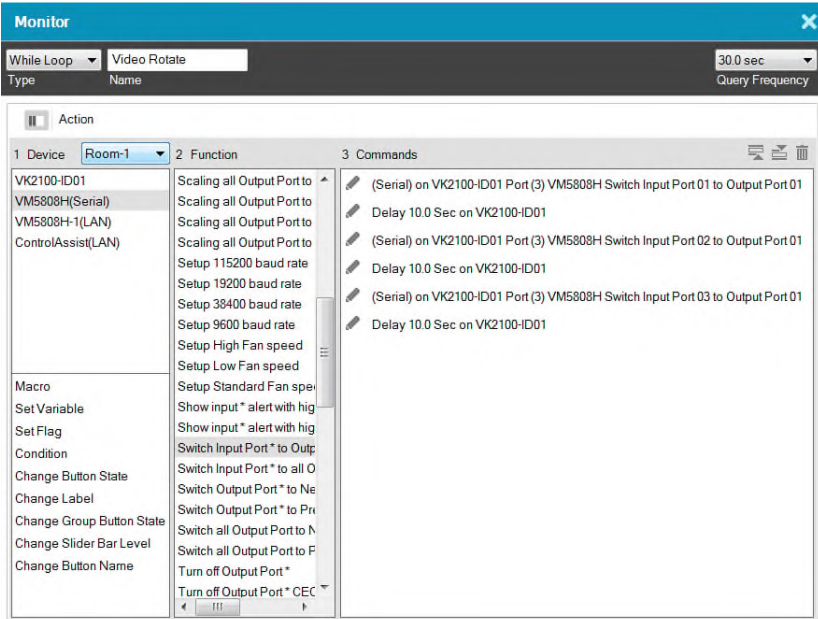 Monitor
While Loop
Video Rotate
30.0 sec
Type
Name
Query Frequency
Action
1 Device
Room-1
2 Function
3 Commands
VK2100-ID01
VM5808H(Serial)
VM5808H-1(LAN)
ControlAssist(LAN)
Macro
Set Variable
Set Flag
Condition
Change Button State
Change Label
Change Group Button State
Change Slider Bar Level
Change Button Name
Scaling all Output Port to
Scaling all Output Port to
Scaling all Output Port to
Scaling all Output Port to
Setup 115200 baud rate
Setup 19200 baud rate
Setup 38400 baud rate
Setup 9600 baud rate
Setup High Fan speed
Setup Low Fan speed
Setup Standard Fan spe
Show input * alert with hig
Show input * alert with hig
Switch Input Port * to Outp
Switch Input Port * to all O
Switch Output Port * to Ne
Switch Output Port * to Pre
Switch all Output Port to N
Switch all Output Port to P
Turn off Output Port *
Turn off Output Port * CEC
(Serial) on VK2100-ID01 Port (3) VM5808H Switch Input Port 01 to Output Port 01
Delay 10.0 Sec on VK2100-ID01
(Serial) on VK2100-ID01 Port (3) VM5808H Switch Input Port 02 to Output Port 01
Delay 10.0 Sec on VK2100-ID01
(Serial) on VK2100-ID01 Port (3) VM5808H Switch Input Port 03 to Output Port 01
Delay 10.0 Sec on VK2100-ID01